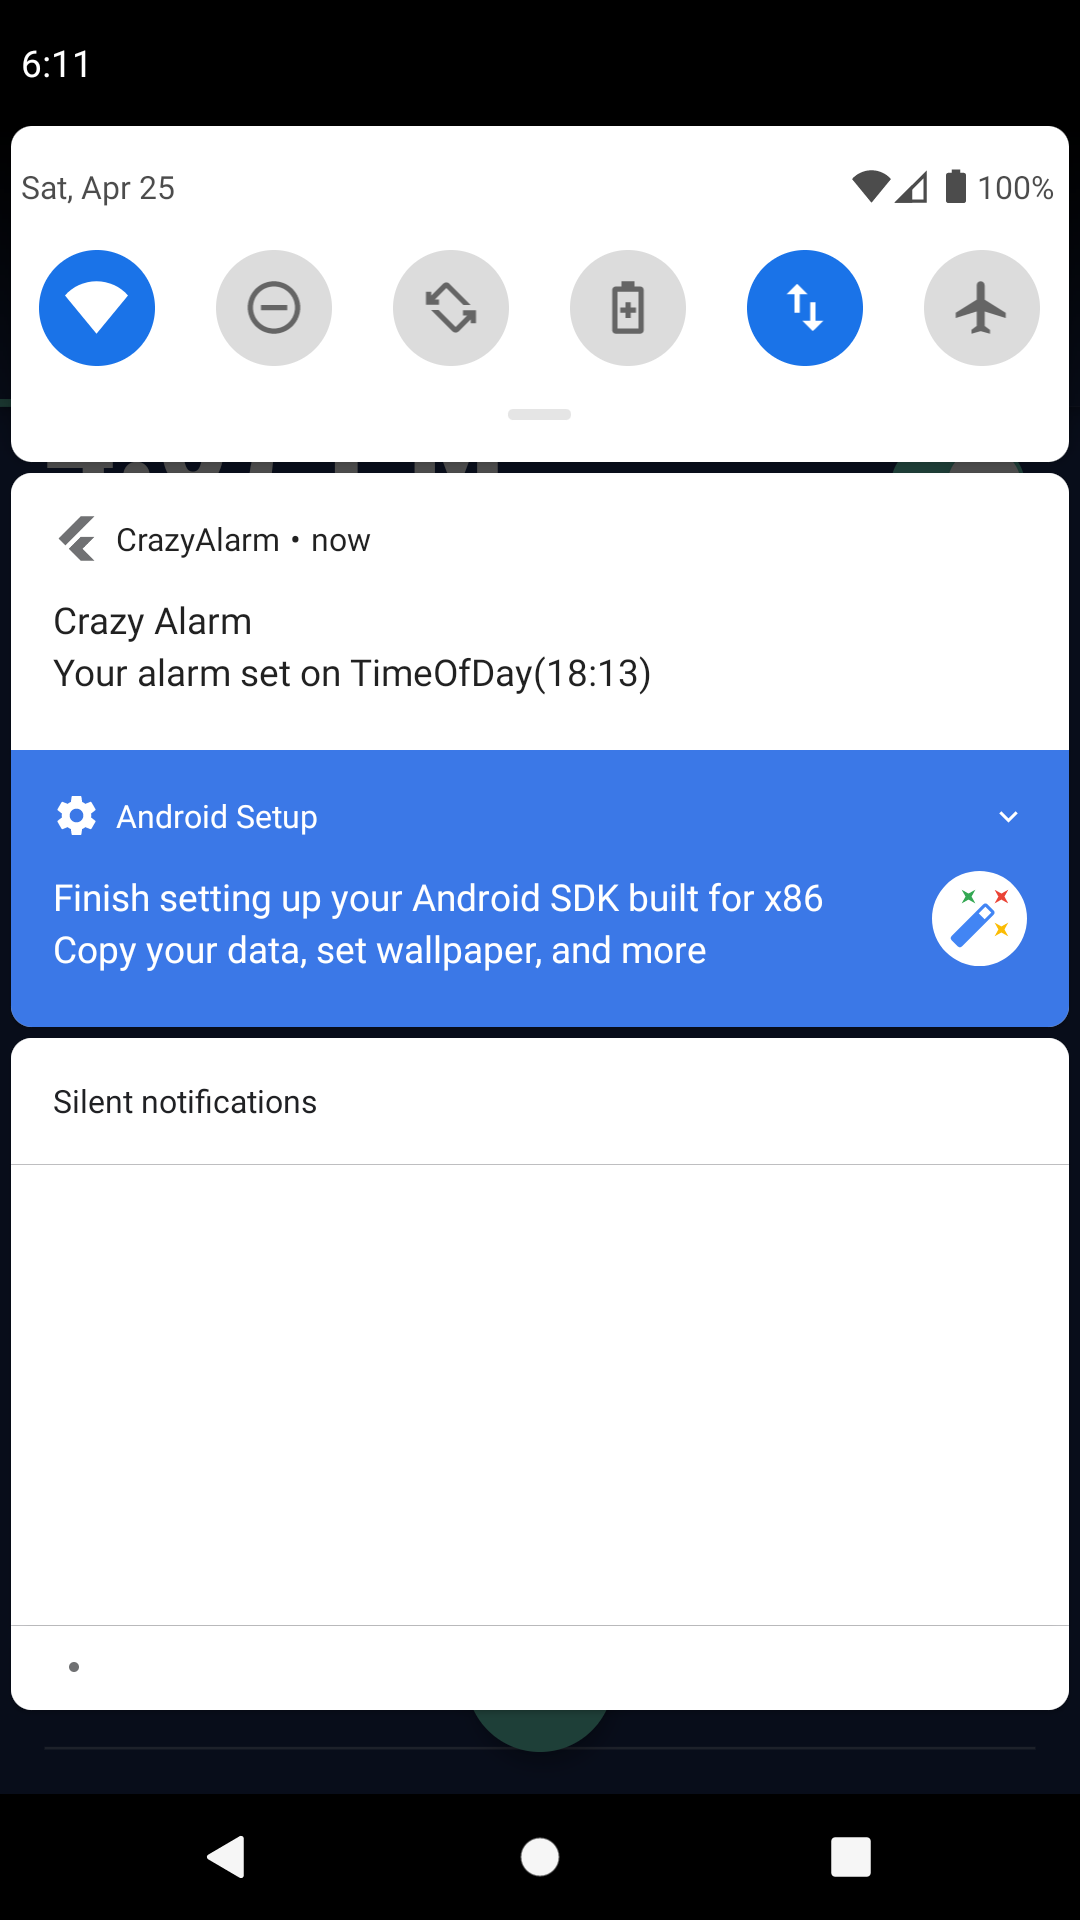 6:11
Sat, Apr 25
100%
CrazyAlarm • now
Crazy Alarm
Your alarm set on TimeOfDay(18:13)
Android Setup
Finish setting up your Android SDK built for x86
Copy your data, set wallpaper, and more
Silent notifications